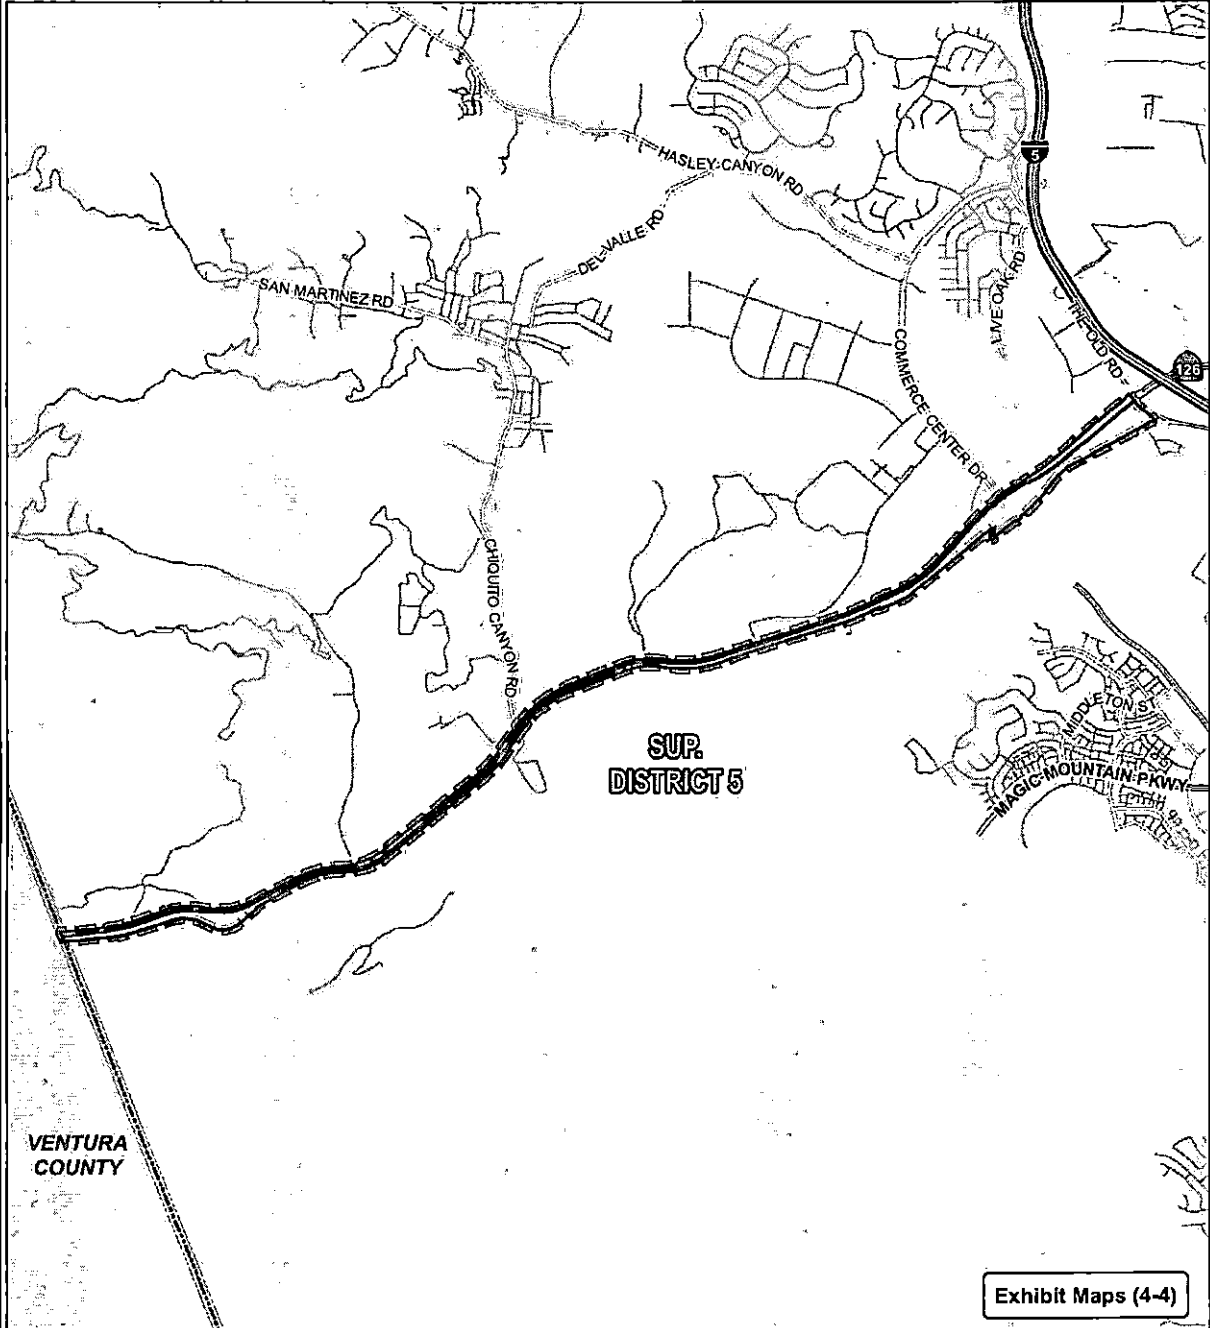 HASLEY CANYON RD
5
DEL VALLE RD
SAN MARTINEZ RD
LIVE OAK RD
THE OLD RD
COMMERCE CENTER DR
126
CHIQUITO CANYON RD
MIDDLETON ST
SUP.
DISTRICT 5
MAGIC MOUNTAIN PKWY
VENTURA
COUNTY
Exhibit Maps (4-4)